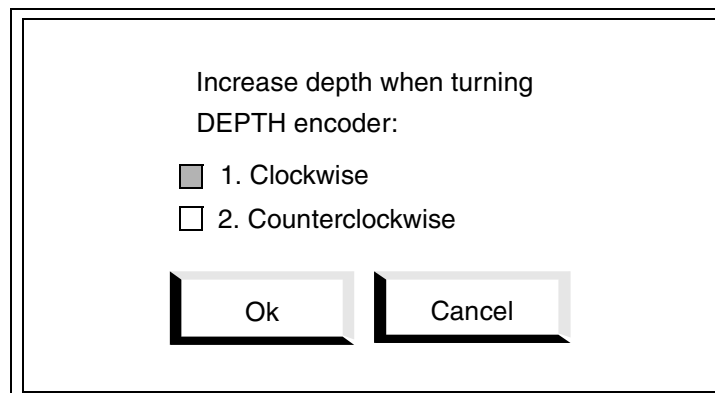 Increase depth when turning
DEPTH encoder:
1. Clockwise
2. Counterclockwise
Ok Cancel